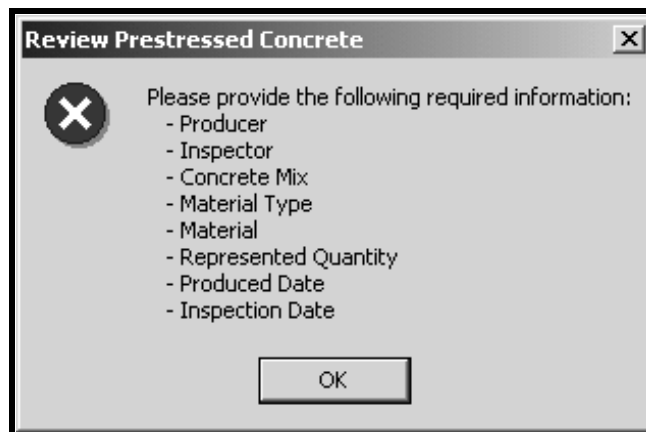 Review Prestressed Concrete
Please provide the following required information:
- Producer
- Inspector
- Concrete Mix
- Material Type
- Material
- Represented Quantity
- Produced Date
- Inspection Date
OK